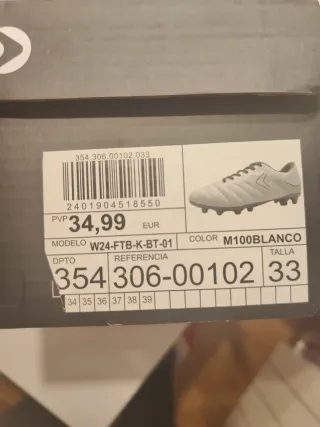 354.306.00102.033
2401904518550
PVP 34,99 EUR
MODELO W24-FTB-K-BT-01 COLOR M100BLANCO
DPTO REFERENCIA TALLA
354 306-00102 33
34 35 36 37 38 39